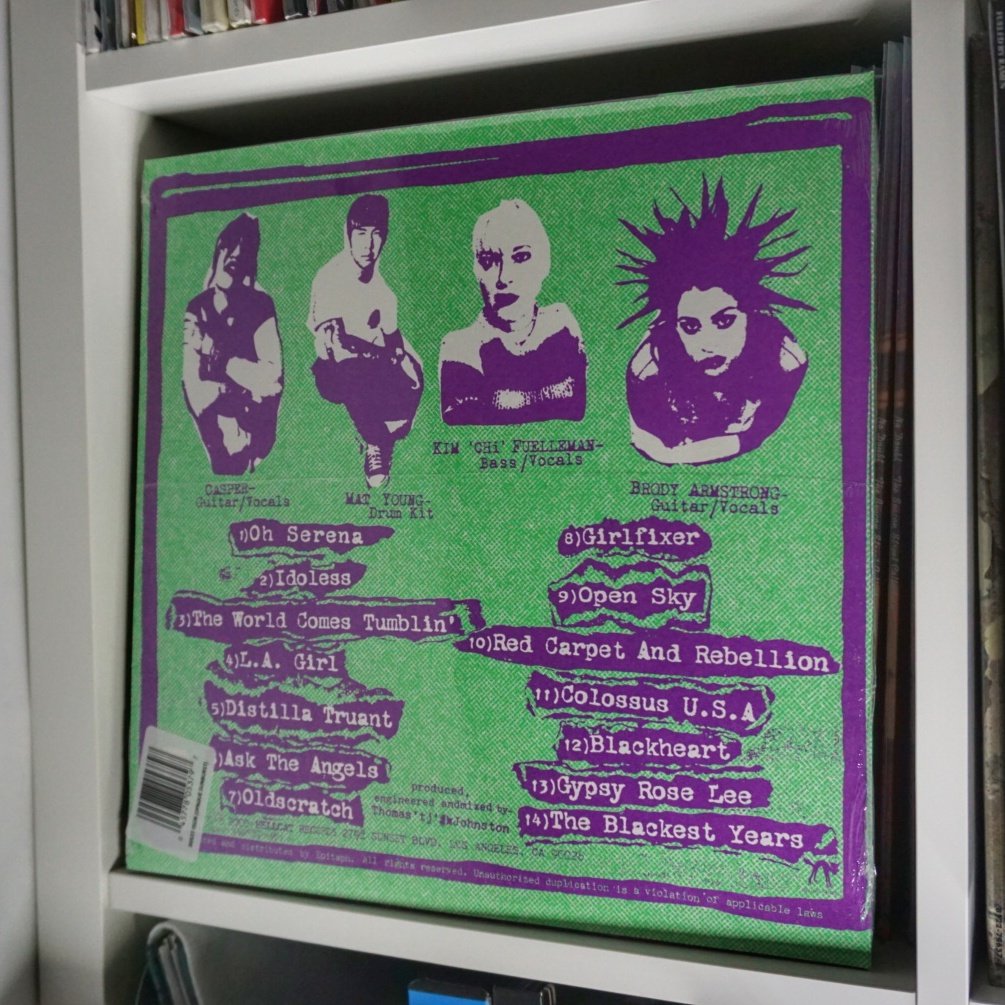 CASPER-
Guitar/Vocals
MAT YOUNG-
Drum Kit
KIM 'CHI' FUELLEMAN-
Bass/Vocals
BRODY ARMSTRONG-
Guitar/Vocals
1)Oh Serena
2)Idoless
3)The World Comes Tumblin'
4)L.A. Girl
5)Distilla Truant
)Ask The Angels
7)Oldscratch
8)Girlfixer
9)Open Sky
10)Red Carpet And Rebellion
11)Colossus U.S.A
12)Blackheart
13)Gypsy Rose Lee
14)The Blackest Years
produced,
engineered andmixed by-
Johnston
HELLCAT RECORDS SUNSET BLVD. LOS ANGELES, CA 90026
and distributed by Epitaph. All rights reserved. Unauthorized duplication is a violation of applicable laws